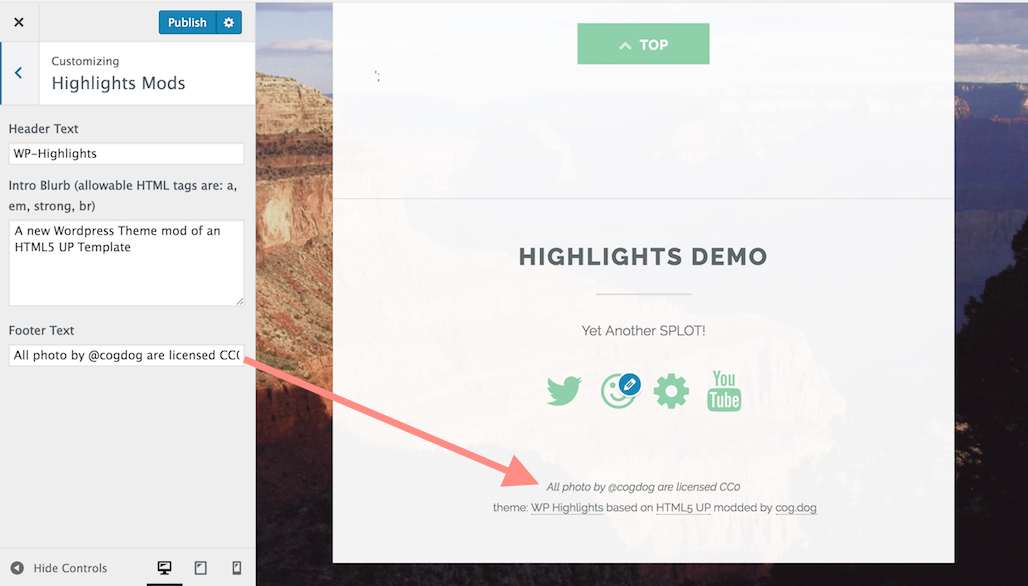 Publish
Customizing
Highlights Mods
Header Text
WP-Highlights
Intro Blurb (allowable HTML tags are: a,
em, strong, br)
A new Wordpress Theme mod of an
HTML5 UP Template
Footer Text
All photo by @cogdog are licensed CC0
Hide Controls
TOP
HIGHLIGHTS DEMO
Yet Another SPLOT!
You
Tube
All photo by @cogdog are licensed CC0
theme: WP Highlights based on HTML5 UP modded by cog.dog